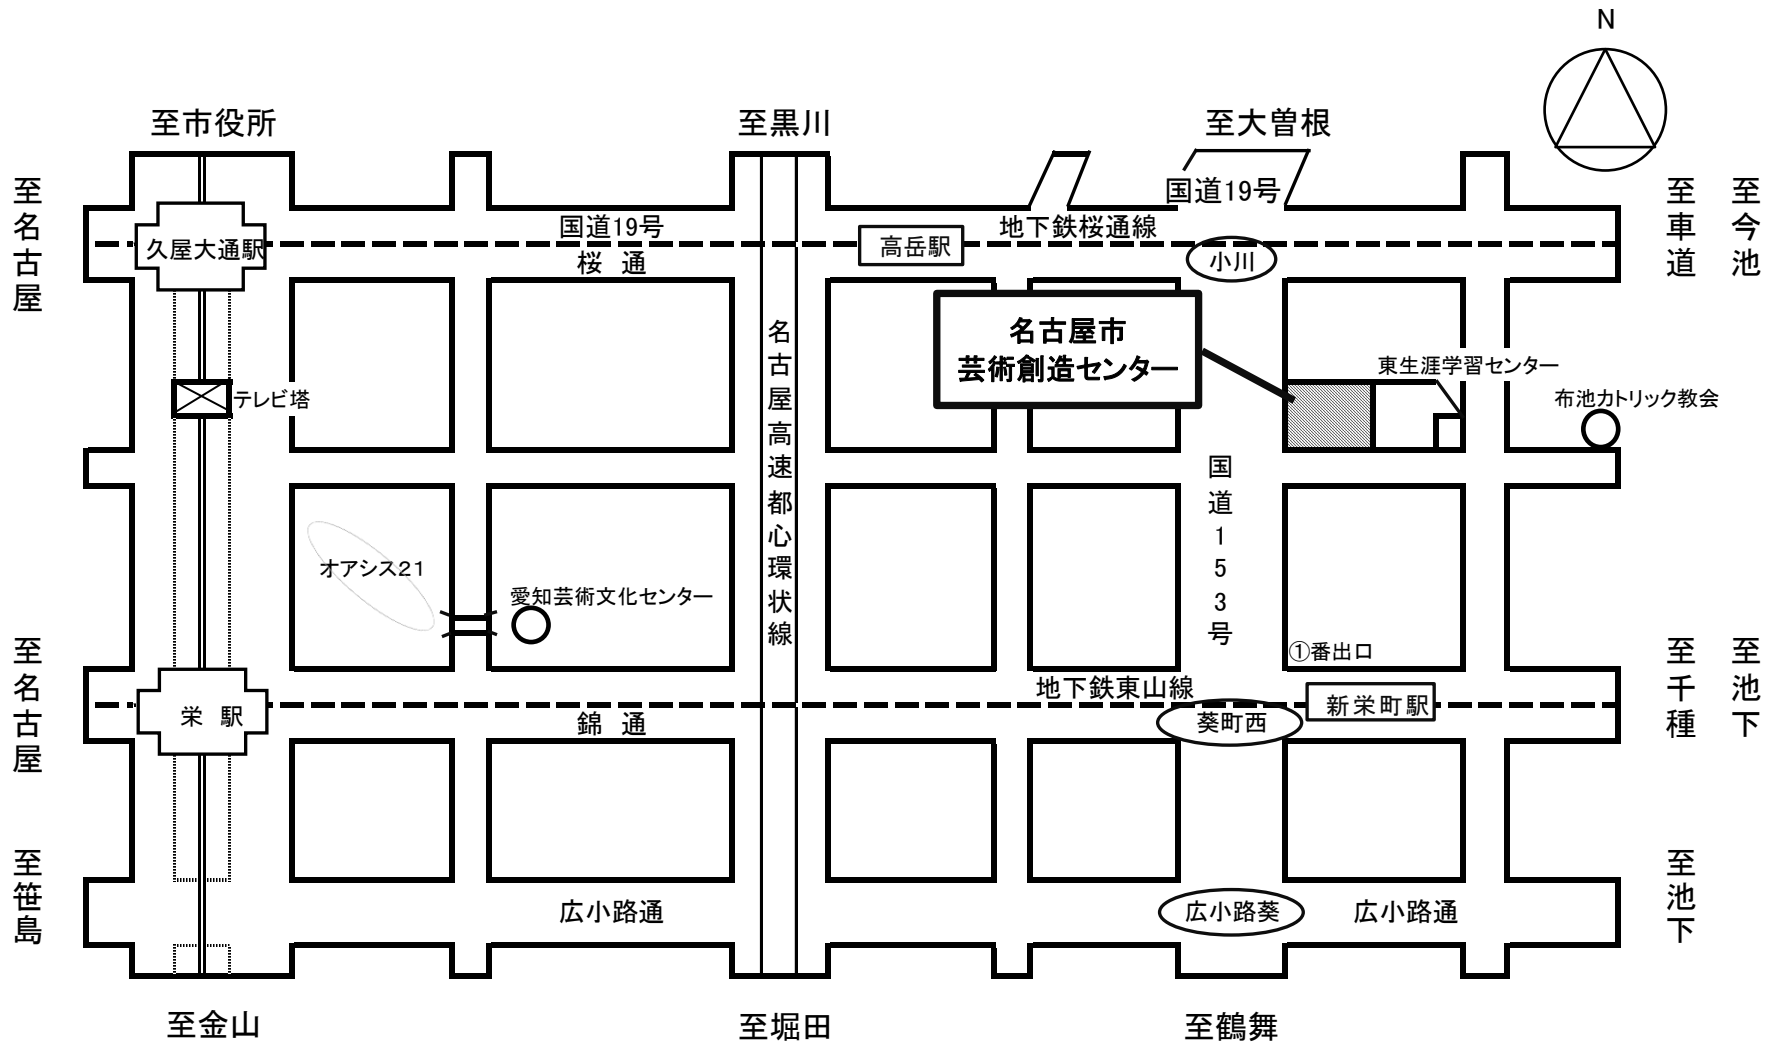 N
至市役所
至黒川
至大曽根
至名古屋
国道19号
至車道
至今池
国道19号
地下鉄桜通線
久屋大通駅
高岳駅
桜 通
小川
名古屋市
芸術創造センター
名古屋高速都心環状線
東生涯学習センター
テレビ塔
布池カトリック教会
国道153号
オアシス21
愛知芸術文化センター
①番出口
至名古屋
至千種
至池下
地下鉄東山線
栄 駅
新栄町駅
錦 通
葵町西
至笹島
至池下
広小路通
広小路葵
広小路通
至金山
至堀田
至鶴舞